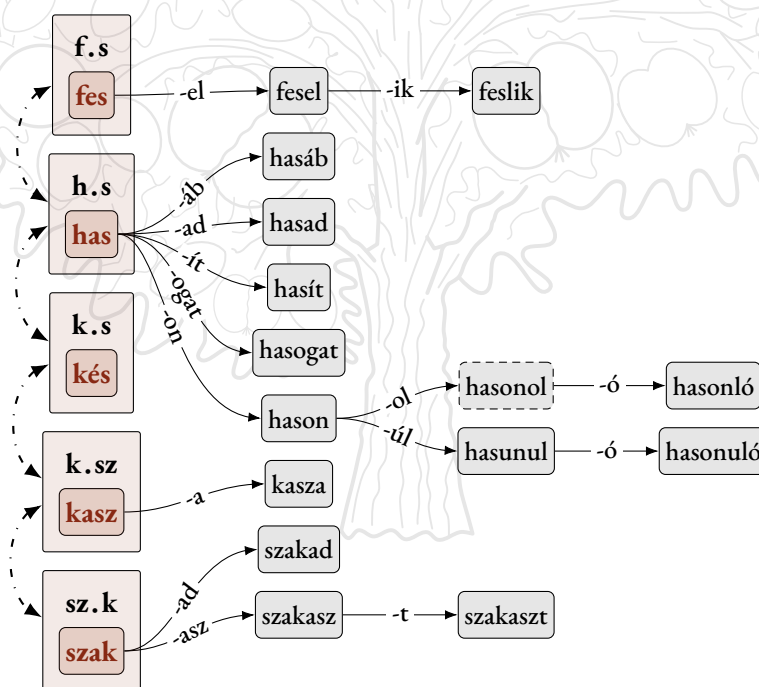 f.s
fes -el fesel -ik feslik
h.s
has
-áb hasáb
-ad hasad
-ít hasít
-ogat hasogat
-on hason
-ol hasonol -ó hasonló
-úl hasunul -ó hasonuló
k.s
kés
k.sz
kasz -a kasza
sz.k
szak
-ad szakad
-asz szakasz -t szakaszt